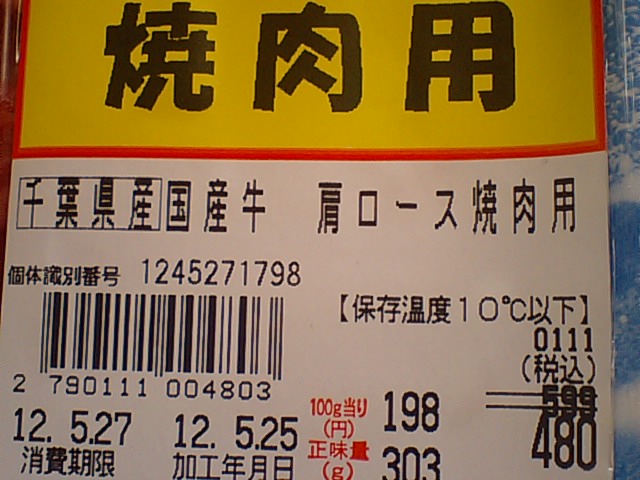 焼肉用
千葉県産国産牛 肩ロース焼肉用
個体識別番号 1245271798
【保存温度10℃以下】
0111
(税込)
2 790111 004803
599
480
12. 5.27 12. 5.25
消費期限 加工年月日
100g当り(円) 198
正味量(g) 303